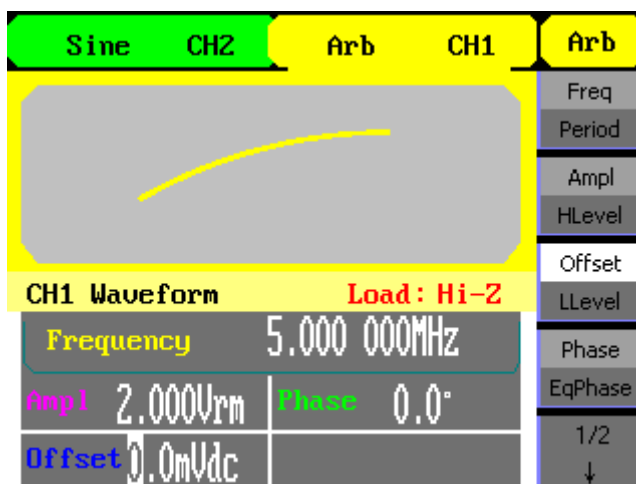 Sine CH2 Arb CH1 Arb
Freq
Period
Ampl
HLevel
Offset
LLevel
Phase
EqPhase
1/2
↓
CH1 Waveform Load: Hi-Z
Frequency 5.000 000MHz
Ampl 2.000Vrm Phase 0.0°
Offset 0.0mVdc